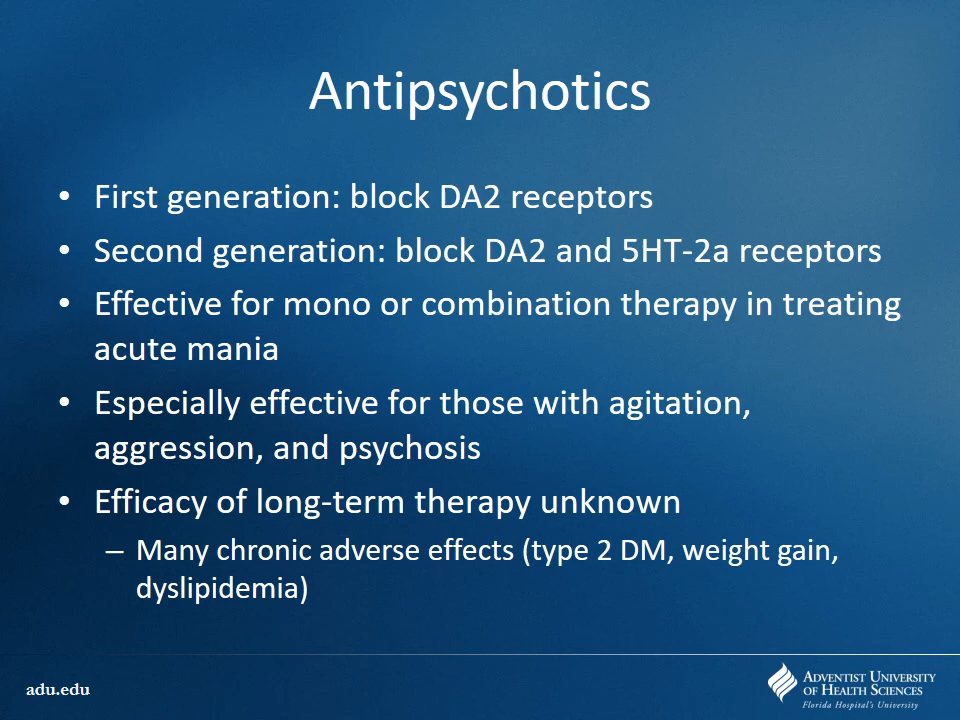 Antipsychotics
• First generation: block DA2 receptors
• Second generation: block DA2 and 5HT-2a receptors
• Effective for mono or combination therapy in treating
acute mania
• Especially effective for those with agitation,
aggression, and psychosis
• Efficacy of long-term therapy unknown
– Many chronic adverse effects (type 2 DM, weight gain,
dyslipidemia)
adu.edu
ADVENTIST UNIVERSITY
OF HEALTH SCIENCES
Florida Hospital's University